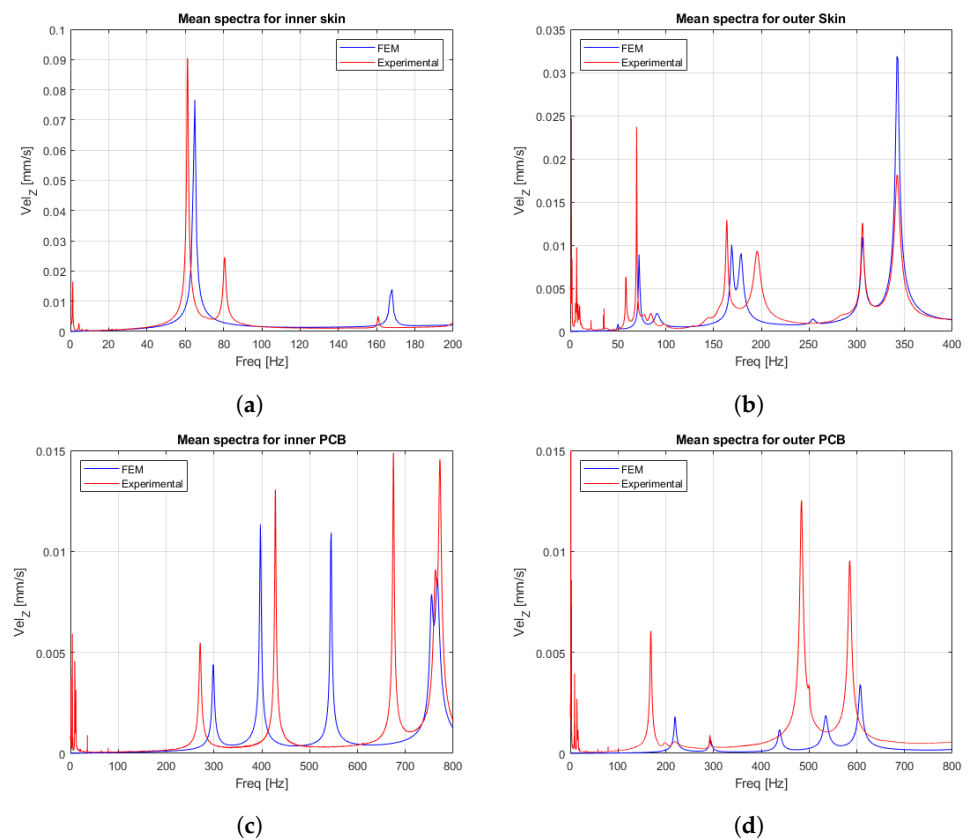 Mean spectra for inner skin
0.1
0.09
0.08
0.07
0.06
0.05
0.04
0.03
0.02
0.01
0
Vel_Z [mm/s]
FEM
Experimental
0 20 40 60 80 100 120 140 160 180 200
Freq [Hz]
(a)
Mean spectra for outer Skin
0.035
0.03
0.025
0.02
0.015
0.01
0.005
0
Vel_Z [mm/s]
FEM
Experimental
0 50 100 150 200 250 300 350 400
Freq [Hz]
(b)
Mean spectra for inner PCB
0.015
0.01
0.005
0
Vel_Z [mm/s]
FEM
Experimental
0 100 200 300 400 500 600 700 800
Freq [Hz]
(c)
Mean spectra for outer PCB
0.015
0.01
0.005
0
Vel_Z [mm/s]
FEM
Experimental
0 100 200 300 400 500 600 700 800
Freq [Hz]
(d)